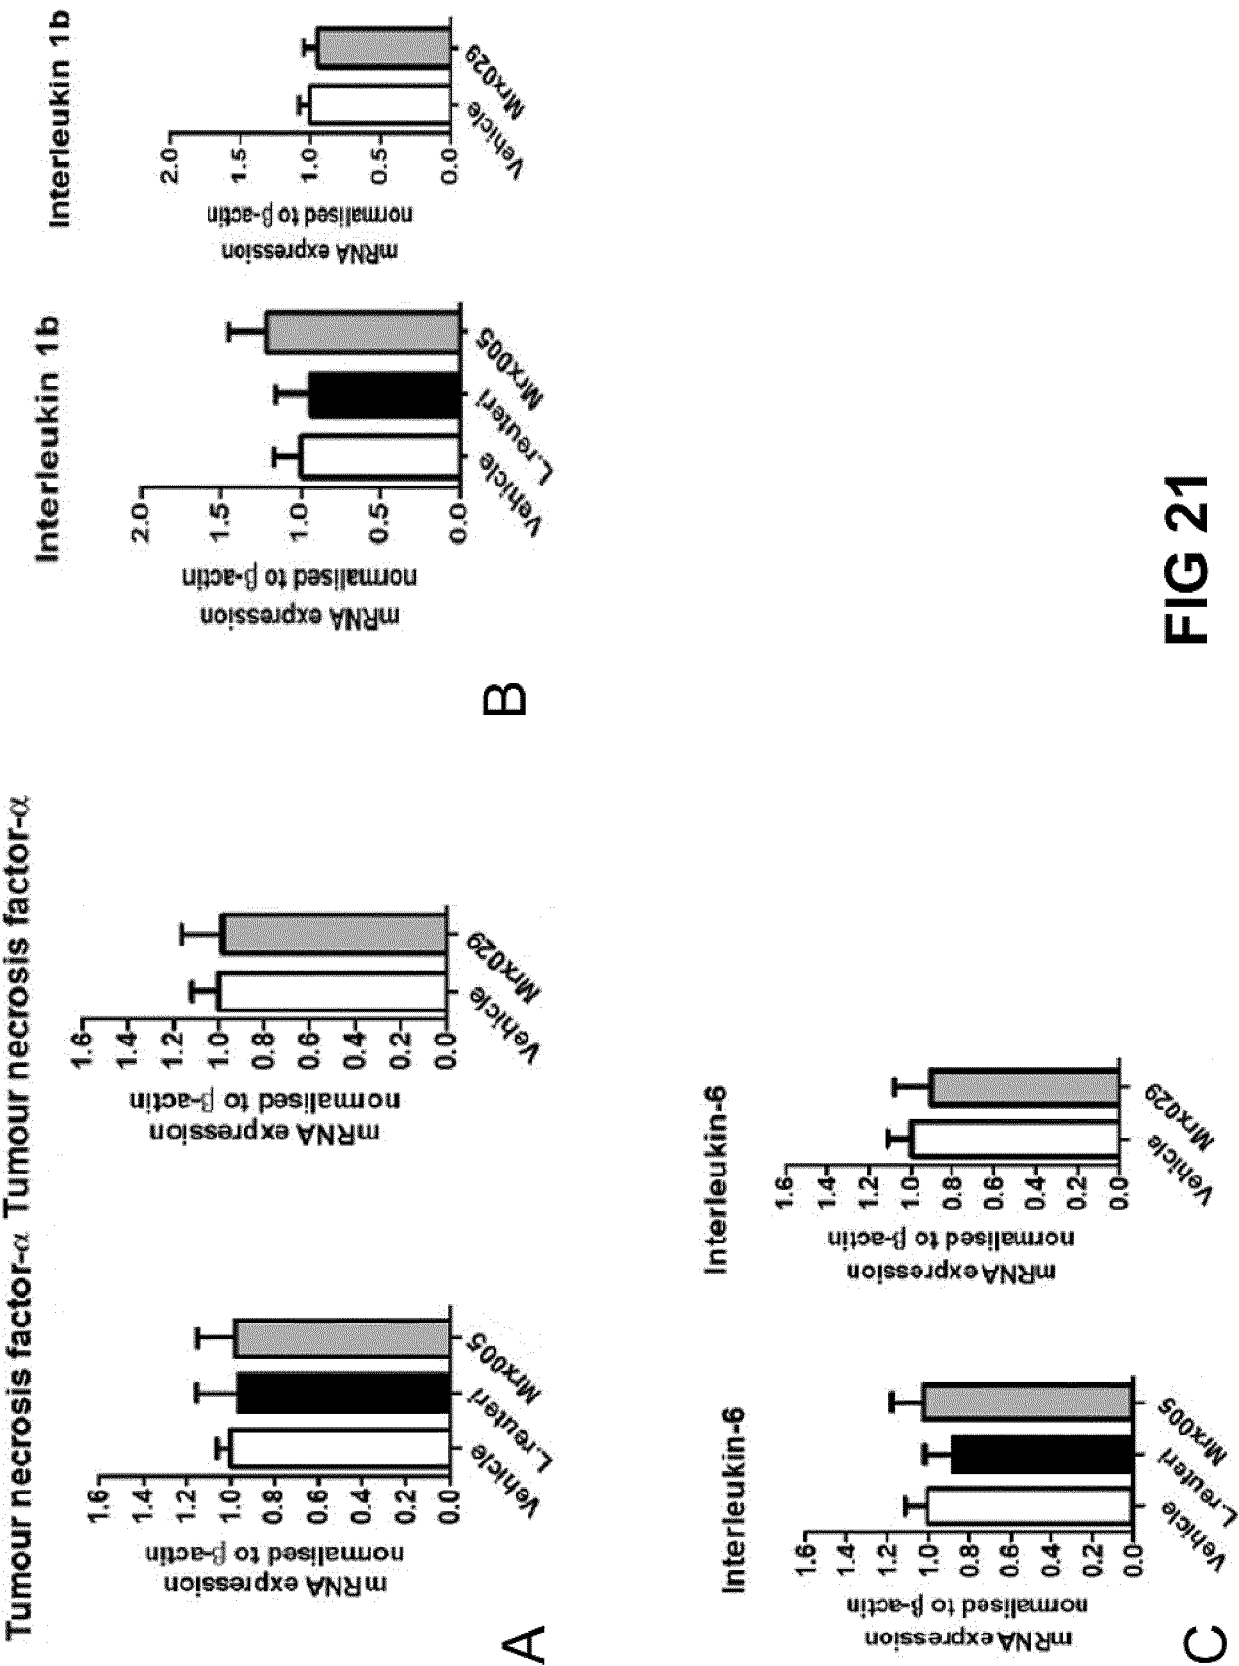 Tumour necrosis factor-α Tumour necrosis factor-α
mRNA expression
normalised to β-actin
1.6
1.4
1.2
1.0
0.8
0.6
0.4
0.2
0.0
Vehicle
L.reuteri
Mrx005
mRNA expression
normalised to β-actin
1.6
1.4
1.2
1.0
0.8
0.6
0.4
0.2
0.0
Vehicle
Mrx029
A
Interleukin 1b
mRNA expression
normalised to β-actin
2.0
1.5
1.0
0.5
0.0
Vehicle
L.reuteri
Mrx005
Interleukin 1b
mRNA expression
normalised to β-actin
2.0
1.5
1.0
0.5
0.0
Vehicle
Mrx029
B
Interleukin-6
mRNA expression
normalised to β-actin
1.6
1.4
1.2
1.0
0.8
0.6
0.4
0.2
0.0
Vehicle
L.reuteri
Mrx005
Interleukin-6
mRNA expression
normalised to β-actin
1.6
1.4
1.2
1.0
0.8
0.6
0.4
0.2
0.0
Vehicle
Mrx029
C
FIG 21